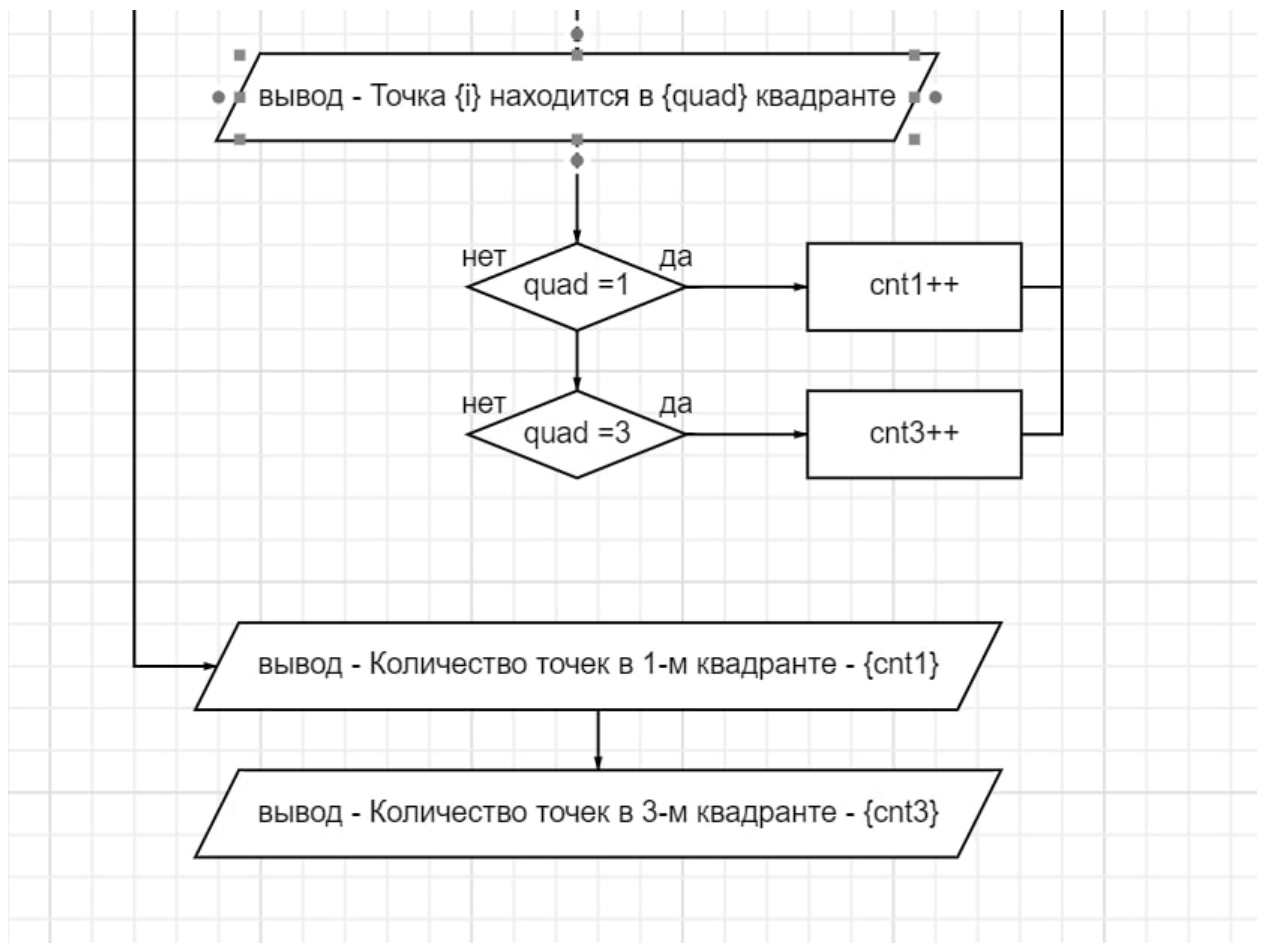 вывод - Точка {i} находится в {quad} квадранте
нет
да
quad =1
cnt1++
нет
да
quad =3
cnt3++
вывод - Количество точек в 1-м квадранте - {cnt1}
вывод - Количество точек в 3-м квадранте - {cnt3}